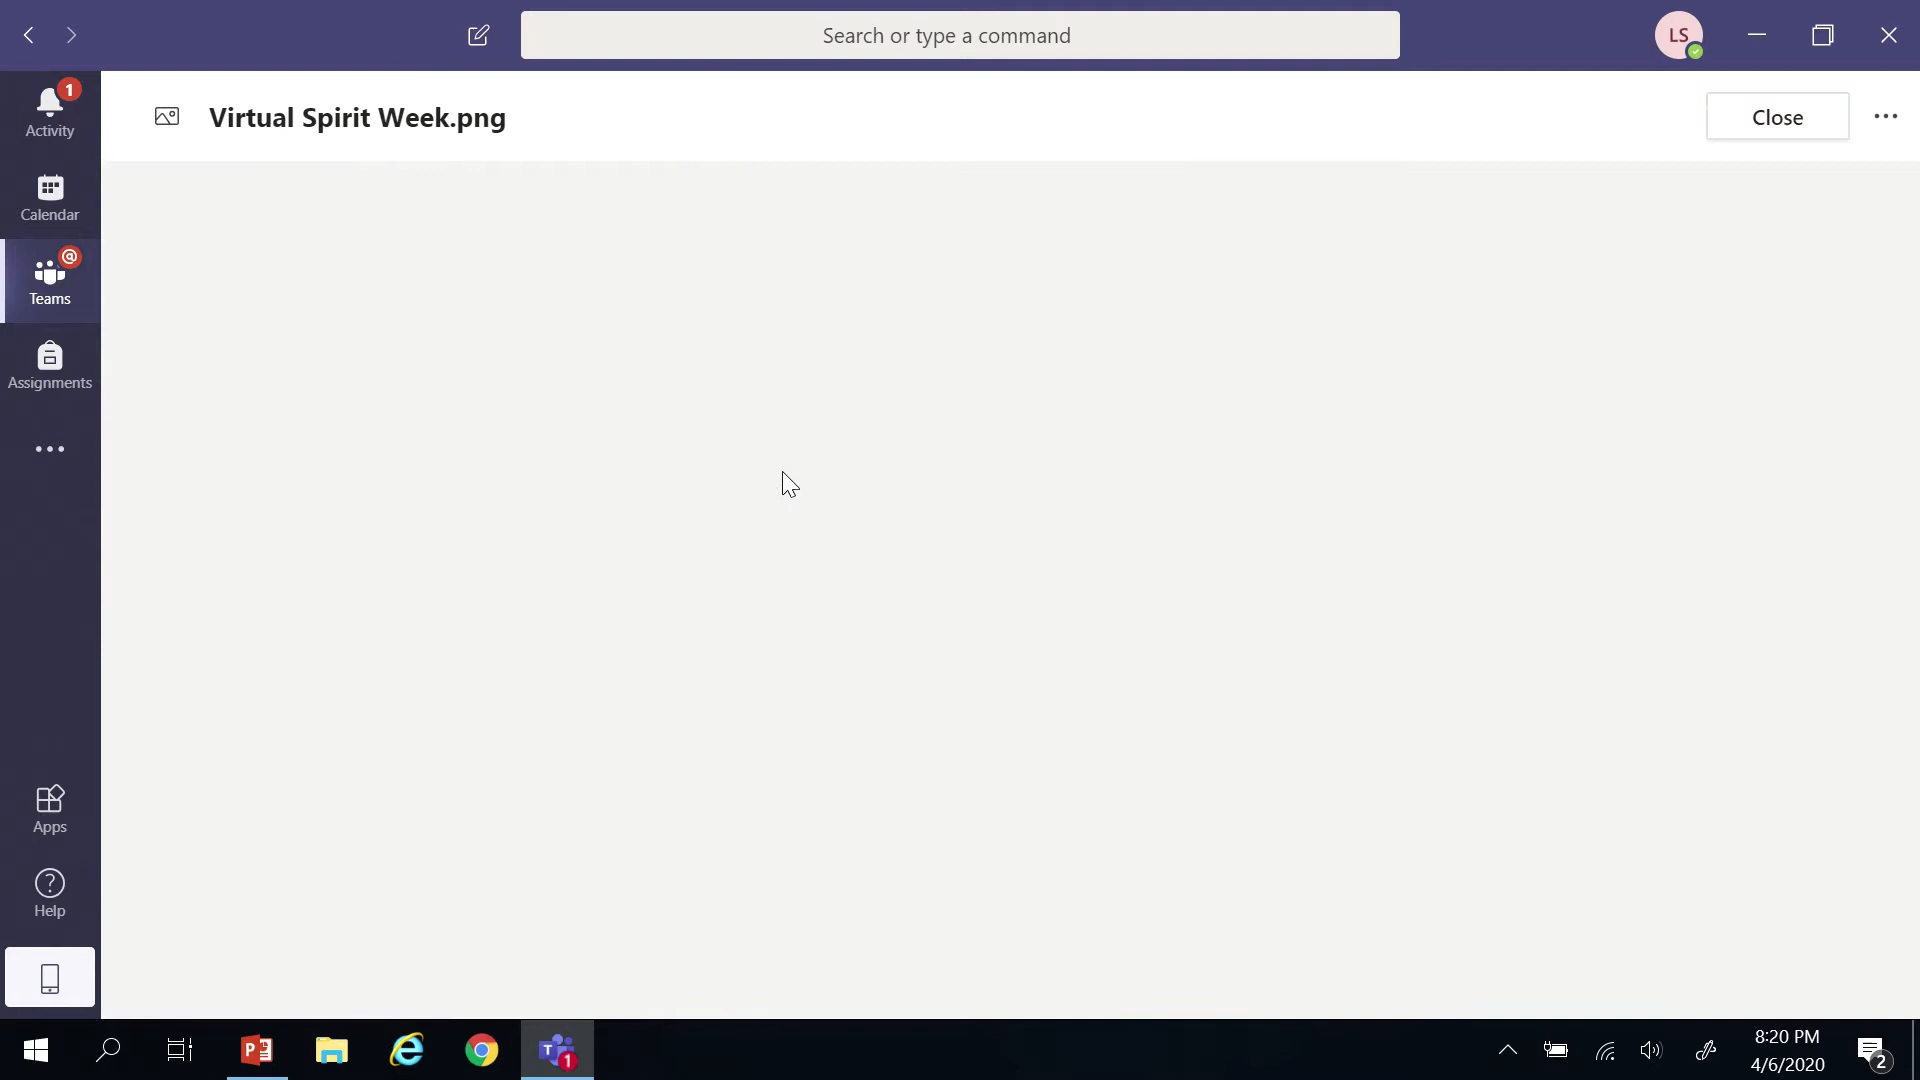 Search or type a command
LS
1
Activity
Virtual Spirit Week.png
Close
Calendar
@
Teams
Assignments
Apps
Help
P
T
1
8:20 PM
4/6/2020
2